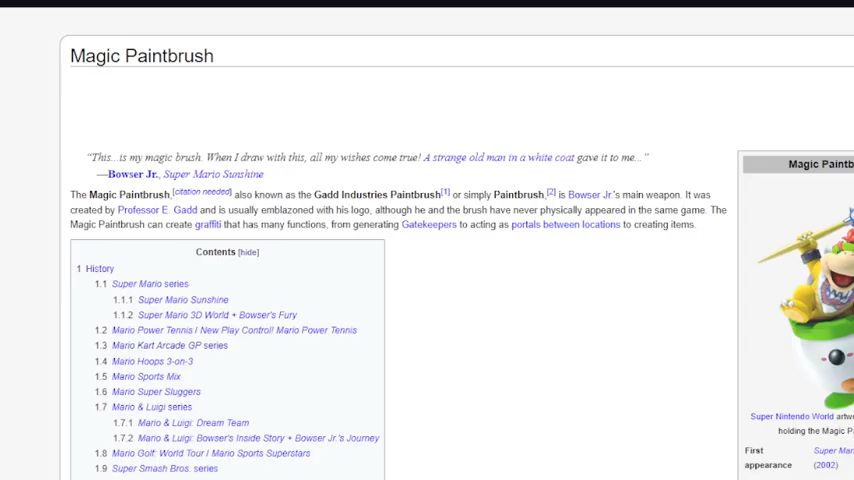 Magic Paintbrush
“This...is my magic brush. When I draw with this, all my wishes come true! A strange old man in a white coat gave it to me...”
—Bowser Jr., Super Mario Sunshine
The Magic Paintbrush,[citation needed] also known as the Gadd Industries Paintbrush[1] or simply Paintbrush,[2] is Bowser Jr.'s main weapon. It was
created by Professor E. Gadd and is usually emblazoned with his logo, although he and the brush have never physically appeared in the same game. The
Magic Paintbrush can create graffiti that has many functions, from generating Gatekeepers to acting as portals between locations to creating items.
Contents [hide]
1 History
1.1 Super Mario series
1.1.1 Super Mario Sunshine
1.1.2 Super Mario 3D World + Bowser's Fury
1.2 Mario Power Tennis / New Play Control! Mario Power Tennis
1.3 Mario Kart Arcade GP series
1.4 Mario Hoops 3-on-3
1.5 Mario Sports Mix
1.6 Mario Super Sluggers
1.7 Mario & Luigi series
1.7.1 Mario & Luigi: Dream Team
1.7.2 Mario & Luigi: Bowser's Inside Story + Bowser Jr.'s Journey
1.8 Mario Golf: World Tour / Mario Sports Superstars
1.9 Super Smash Bros. series
Magic Paintb
Super Nintendo World artw
holding the Magic Pa
First
appearance
Super Mar
(2002)